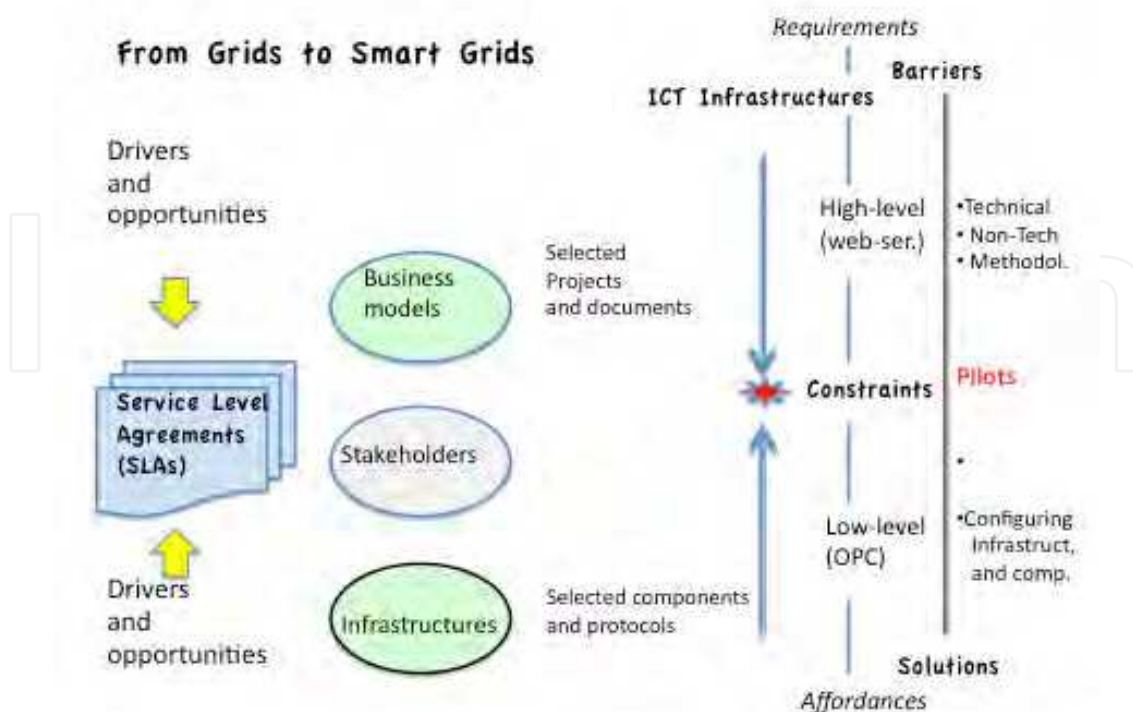 From Grids to Smart Grids
Drivers
and
opportunities
Service Level
Agreements
(SLAs)
Drivers
and
opportunities
Business
models
Stakeholders
Infrastructures
Selected
Projects
and documents
Selected components
and protocols
Requirements
ICT Infrastructures
High-level
(web-ser.)
Constraints
Low-level
(OPC)
Affordances
Barriers
•Technical
• Non-Tech
• Methodol.
Pilots
•
•Configuring
Infrastruct,
and comp.
Solutions